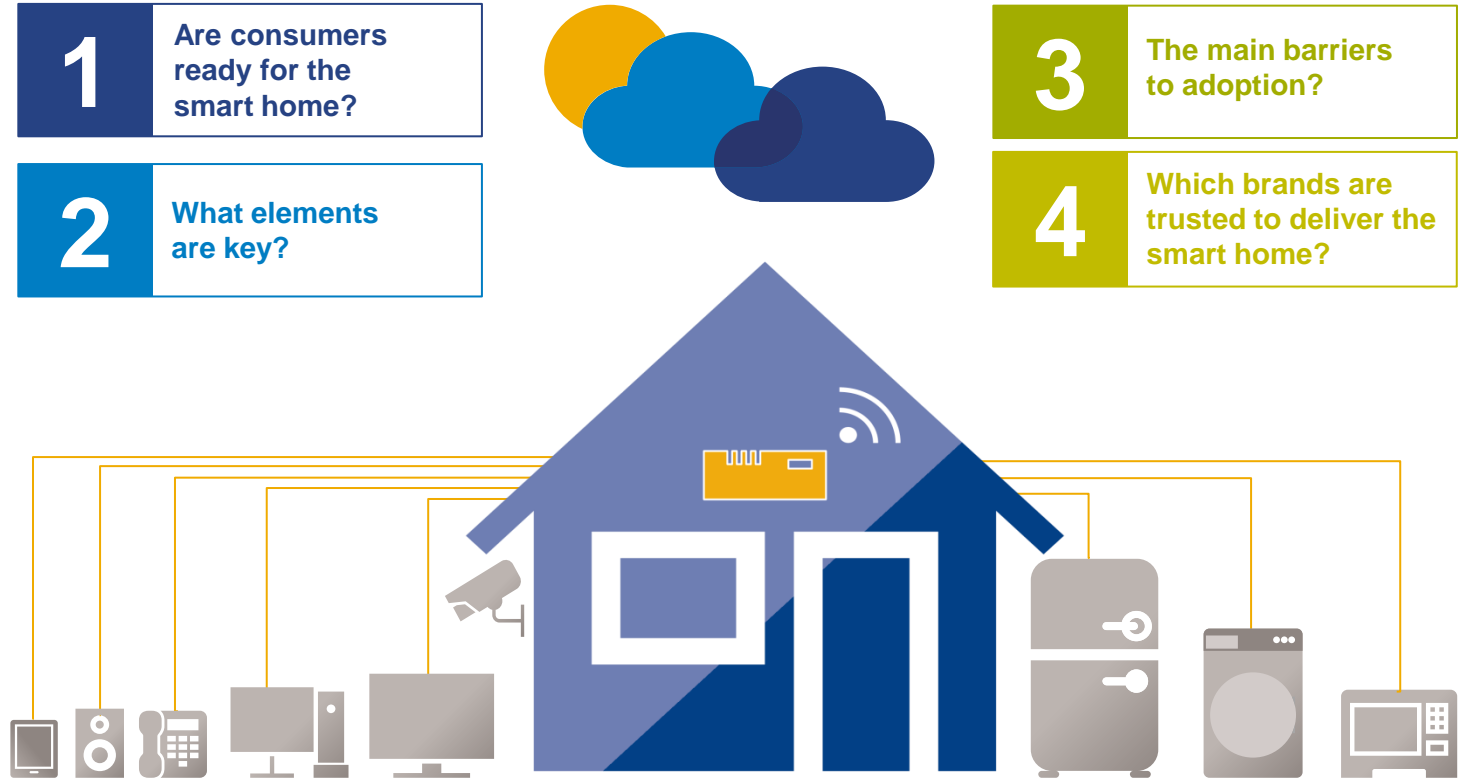 1
Are consumers
ready for the
smart home?
2
What elements
are key?
3
The main barriers
to adoption?
4
Which brands are
trusted to deliver the
smart home?